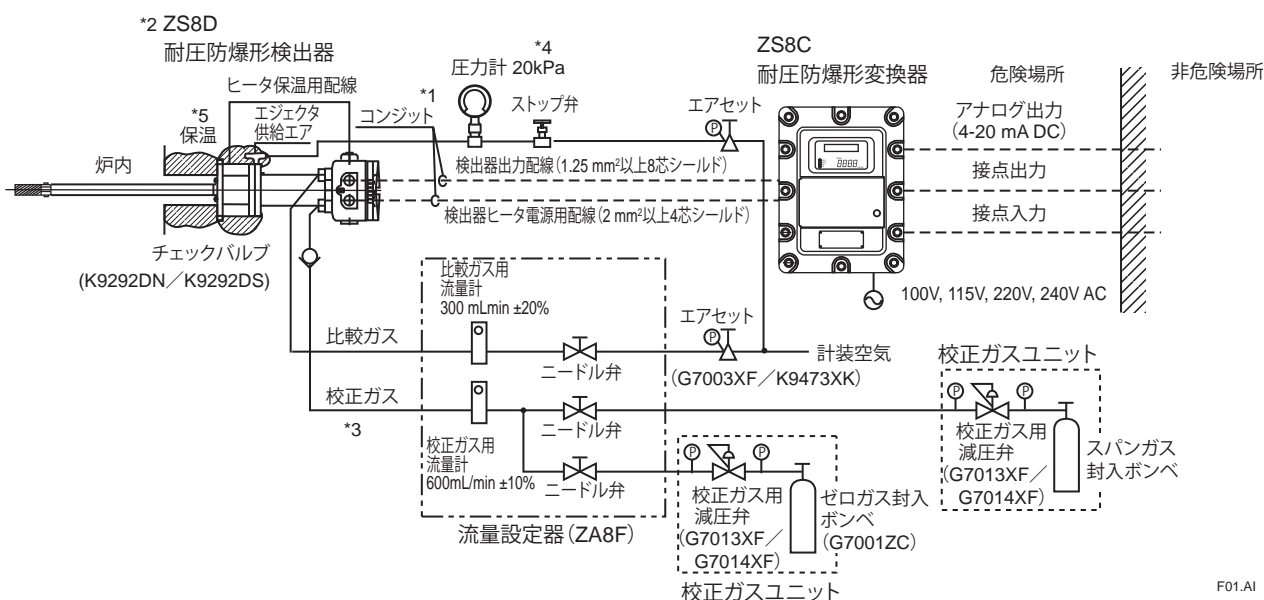 *2 ZS8D
耐圧防爆形検出器
ヒータ保温用配線
*5
保温
エジェクタ
供給エア
*1
コンジット
*4
圧力計 20kPa
ストップ弁
エアセット
P
ZS8C
耐圧防爆形変換器
危険場所
非危険場所
アナログ出力
(4-20 mA DC)
接点出力
接点入力
炉内
検出器出力配線(1.25 mm²以上8芯シールド)
検出器ヒータ電源用配線(2 mm²以上4芯シールド)
8888
チェックバルブ
(K9292DN/K9292DS)
100V, 115V, 220V, 240V AC
比較ガス用
流量計
300 mLmin ±20%
比較ガス
ニードル弁
エアセット
P
(G7003XF/K9473XK)
計装空気
校正ガス
*3
ニードル弁
校正ガス用
流量計
600mL/min ±10%
ニードル弁
流量設定器(ZA8F)
校正ガスユニット
P
P
校正ガス用
減圧弁
(G7013XF/
G7014XF)
スパンガス
封入ボンベ
P
P
校正ガス用
減圧弁
(G7013XF/
G7014XF)
ゼロガス封入
ボンベ
(G7001ZC)
校正ガスユニット
F01.AI